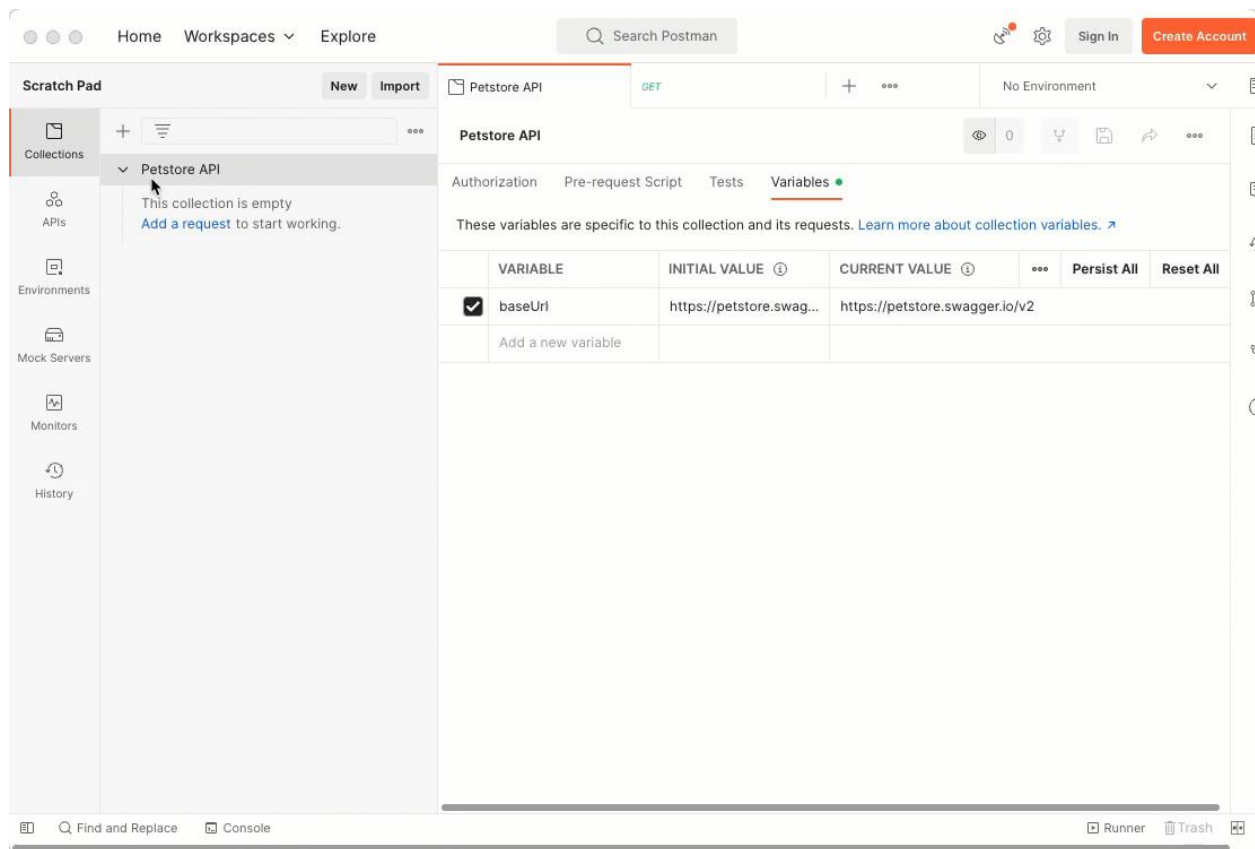 Home Workspaces Explore Search Postman Sign In Create Account
Scratch Pad New Import Petstore API GET No Environment
Collections
APIs
Environments
Mock Servers
Monitors
History
Petstore API
This collection is empty
Add a request to start working.
Petstore API 0
Authorization Pre-request Script Tests Variables
These variables are specific to this collection and its requests. Learn more about collection variables.
VARIABLE INITIAL VALUE CURRENT VALUE Persist All Reset All
baseUrl https://petstore.swag... https://petstore.swagger.io/v2
Add a new variable
Find and Replace Console Runner Trash